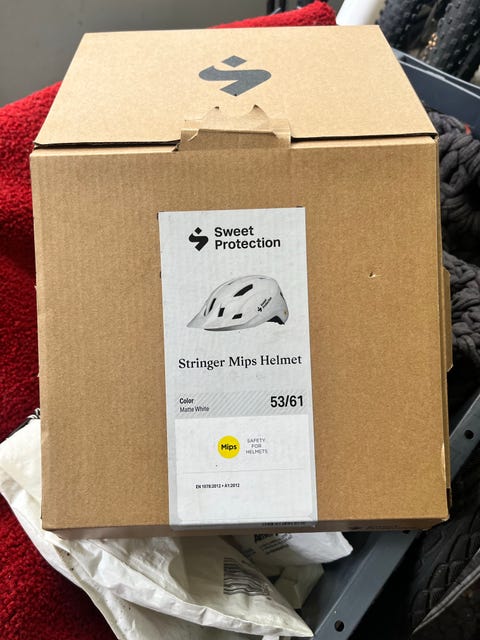 Sweet
Protection
Stringer Mips Helmet
Color
Matte White
53/61
Mips
SAFETY
FOR
HELMETS
EN 1078:2012 + A1:2012